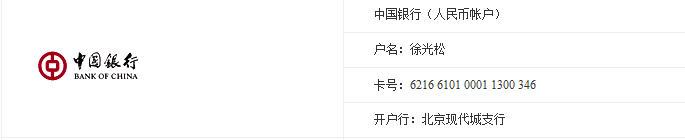 中国银行
BANK OF CHINA
中国银行（人民币帐户）
户名：徐光松
卡号：6216 6101 0001 1300 346
开户行：北京现代城支行